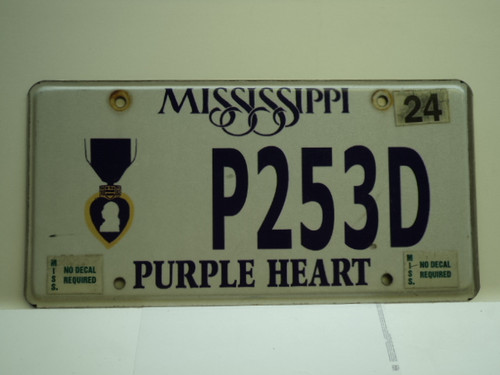 MISSISSIPPI
24
P253D
MISS. NO DECAL
REQUIRED
PURPLE HEART
MISS. NO DECAL
REQUIRED